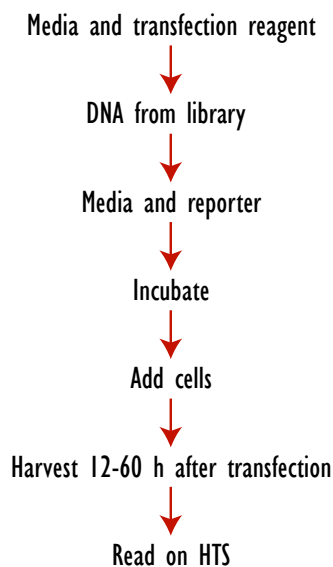 Media and transfection reagent
DNA from library
Media and reporter
Incubate
Add cells
Harvest 12-60 h after transfection
Read on HTS